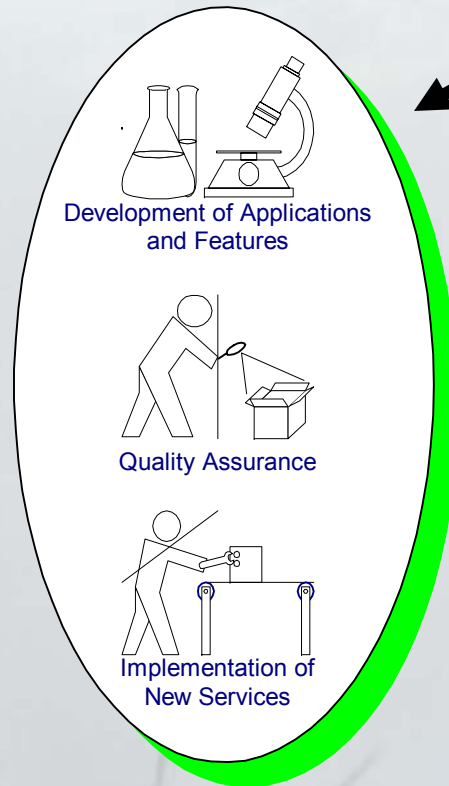 Development of Applications
and Features
Quality Assurance
Implementation of
New Services